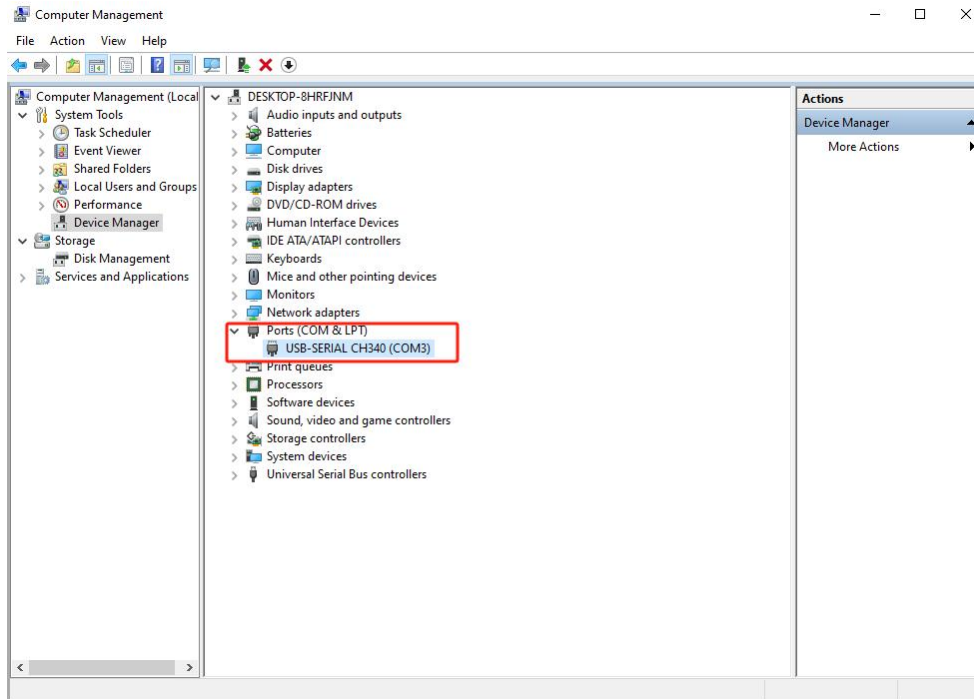 Computer Management
File Action View Help
Computer Management (Local
System Tools
Task Scheduler
Event Viewer
Shared Folders
Local Users and Groups
Performance
Device Manager
Storage
Disk Management
Services and Applications
DESKTOP-8HRFJNM
Audio inputs and outputs
Batteries
Computer
Disk drives
Display adapters
DVD/CD-ROM drives
Human Interface Devices
IDE ATA/ATAPI controllers
Keyboards
Mice and other pointing devices
Monitors
Network adapters
Ports (COM & LPT)
USB-SERIAL CH340 (COM3)
Print queues
Processors
Software devices
Sound, video and game controllers
Storage controllers
System devices
Universal Serial Bus controllers
Actions
Device Manager
More Actions